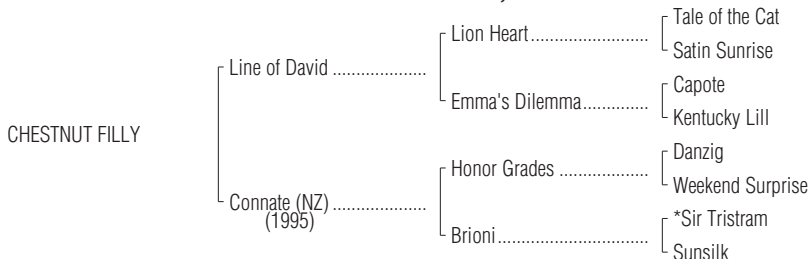 Tale of the Cat
Lion Heart..............................
Satin Sunrise
Line of David ....................
Capote
Emma's Dilemma.................
Kentucky Lill
CHESTNUT FILLY
Danzig
Honor Grades .......................
Weekend Surprise
Connate (NZ) ....................
(1995)
*Sir Tristram
Brioni.......................................
Sunsilk